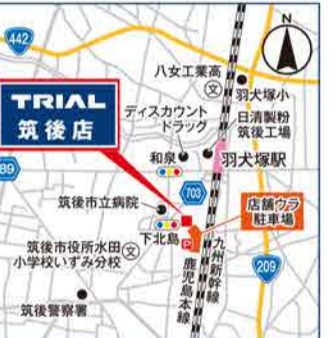 442
N
八女工業高
文
羽犬塚小
TRIAL
筑後店
ディスカウント
ドラッグ
日清製粉
筑後工場
和泉
羽犬塚駅
89
703
筑後市立病院
店舗ウラ
駐車場
下北島
P
筑後市役所水田
小学校いずみ分校
文
鹿児島本線
九州新幹線
209
筑後警察署